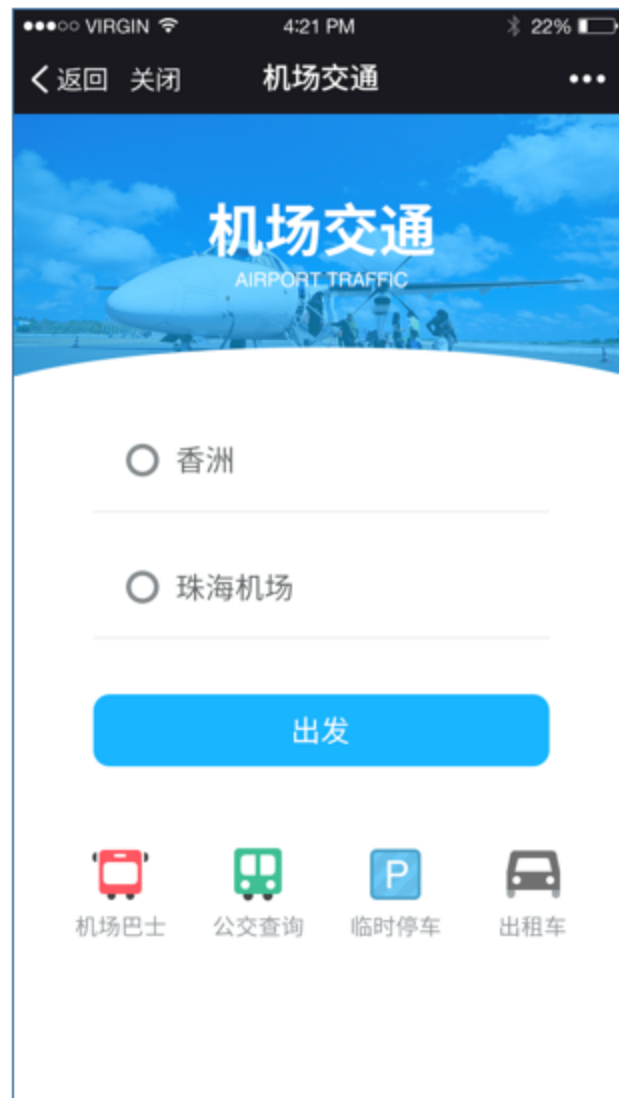 VIRGIN 4:21 PM 22%
返回 关闭 机场交通 •••
机场交通
AIRPORT TRAFFIC
香洲
珠海机场
出发
P
机场巴士 公交查询 临时停车 出租车